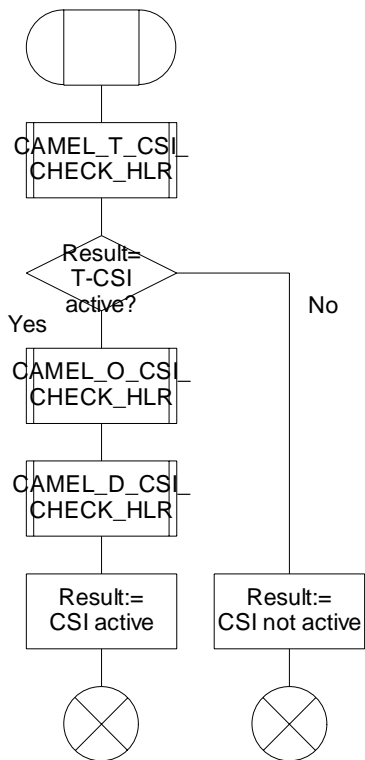 CAMEL_T_CSI_
CHECK_HLR
Result=
T-CSI
active?
Yes
No
CAMEL_O_CSI_
CHECK_HLR
CAMEL_D_CSI_
CHECK_HLR
Result:=
CSI active
Result:=
CSI not active